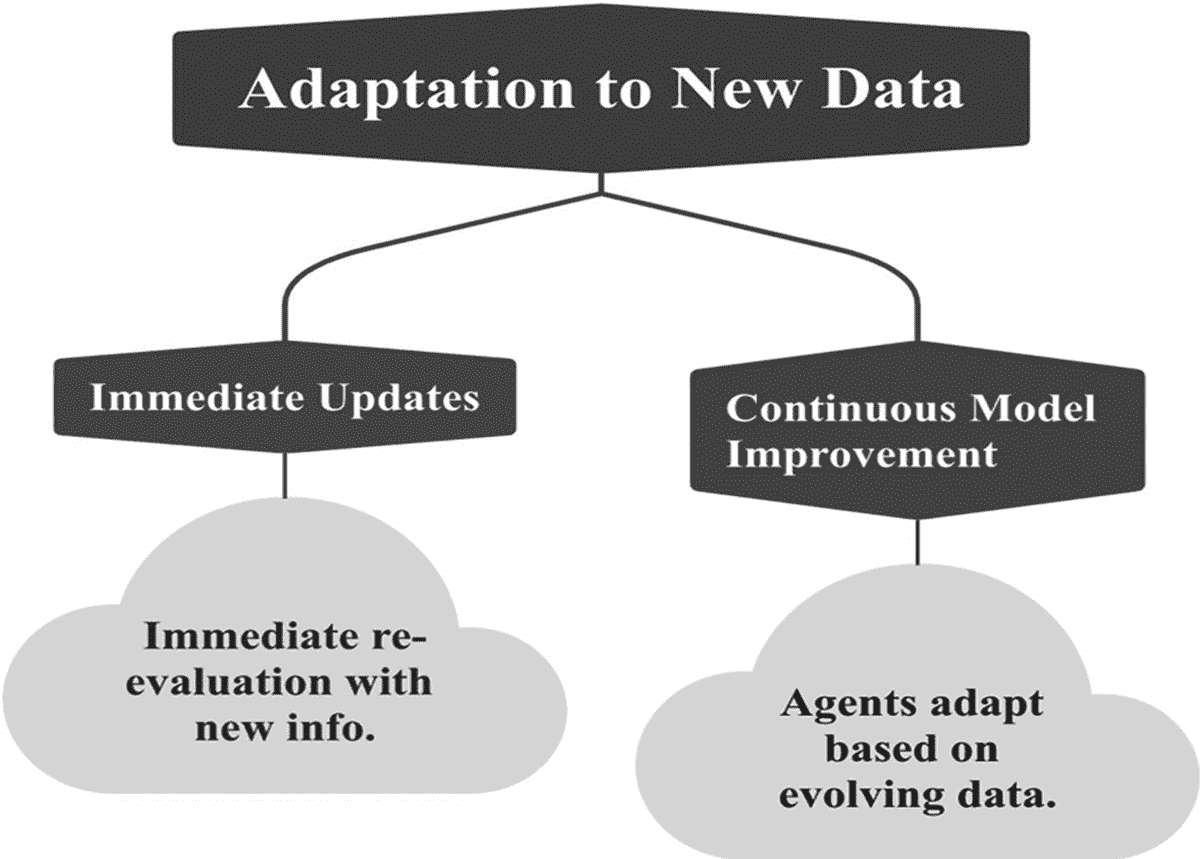 Adaptation to New Data
Immediate Updates
Continuous Model
Improvement
Immediate re-
evaluation with
new info.
Agents adapt
based on
evolving data.